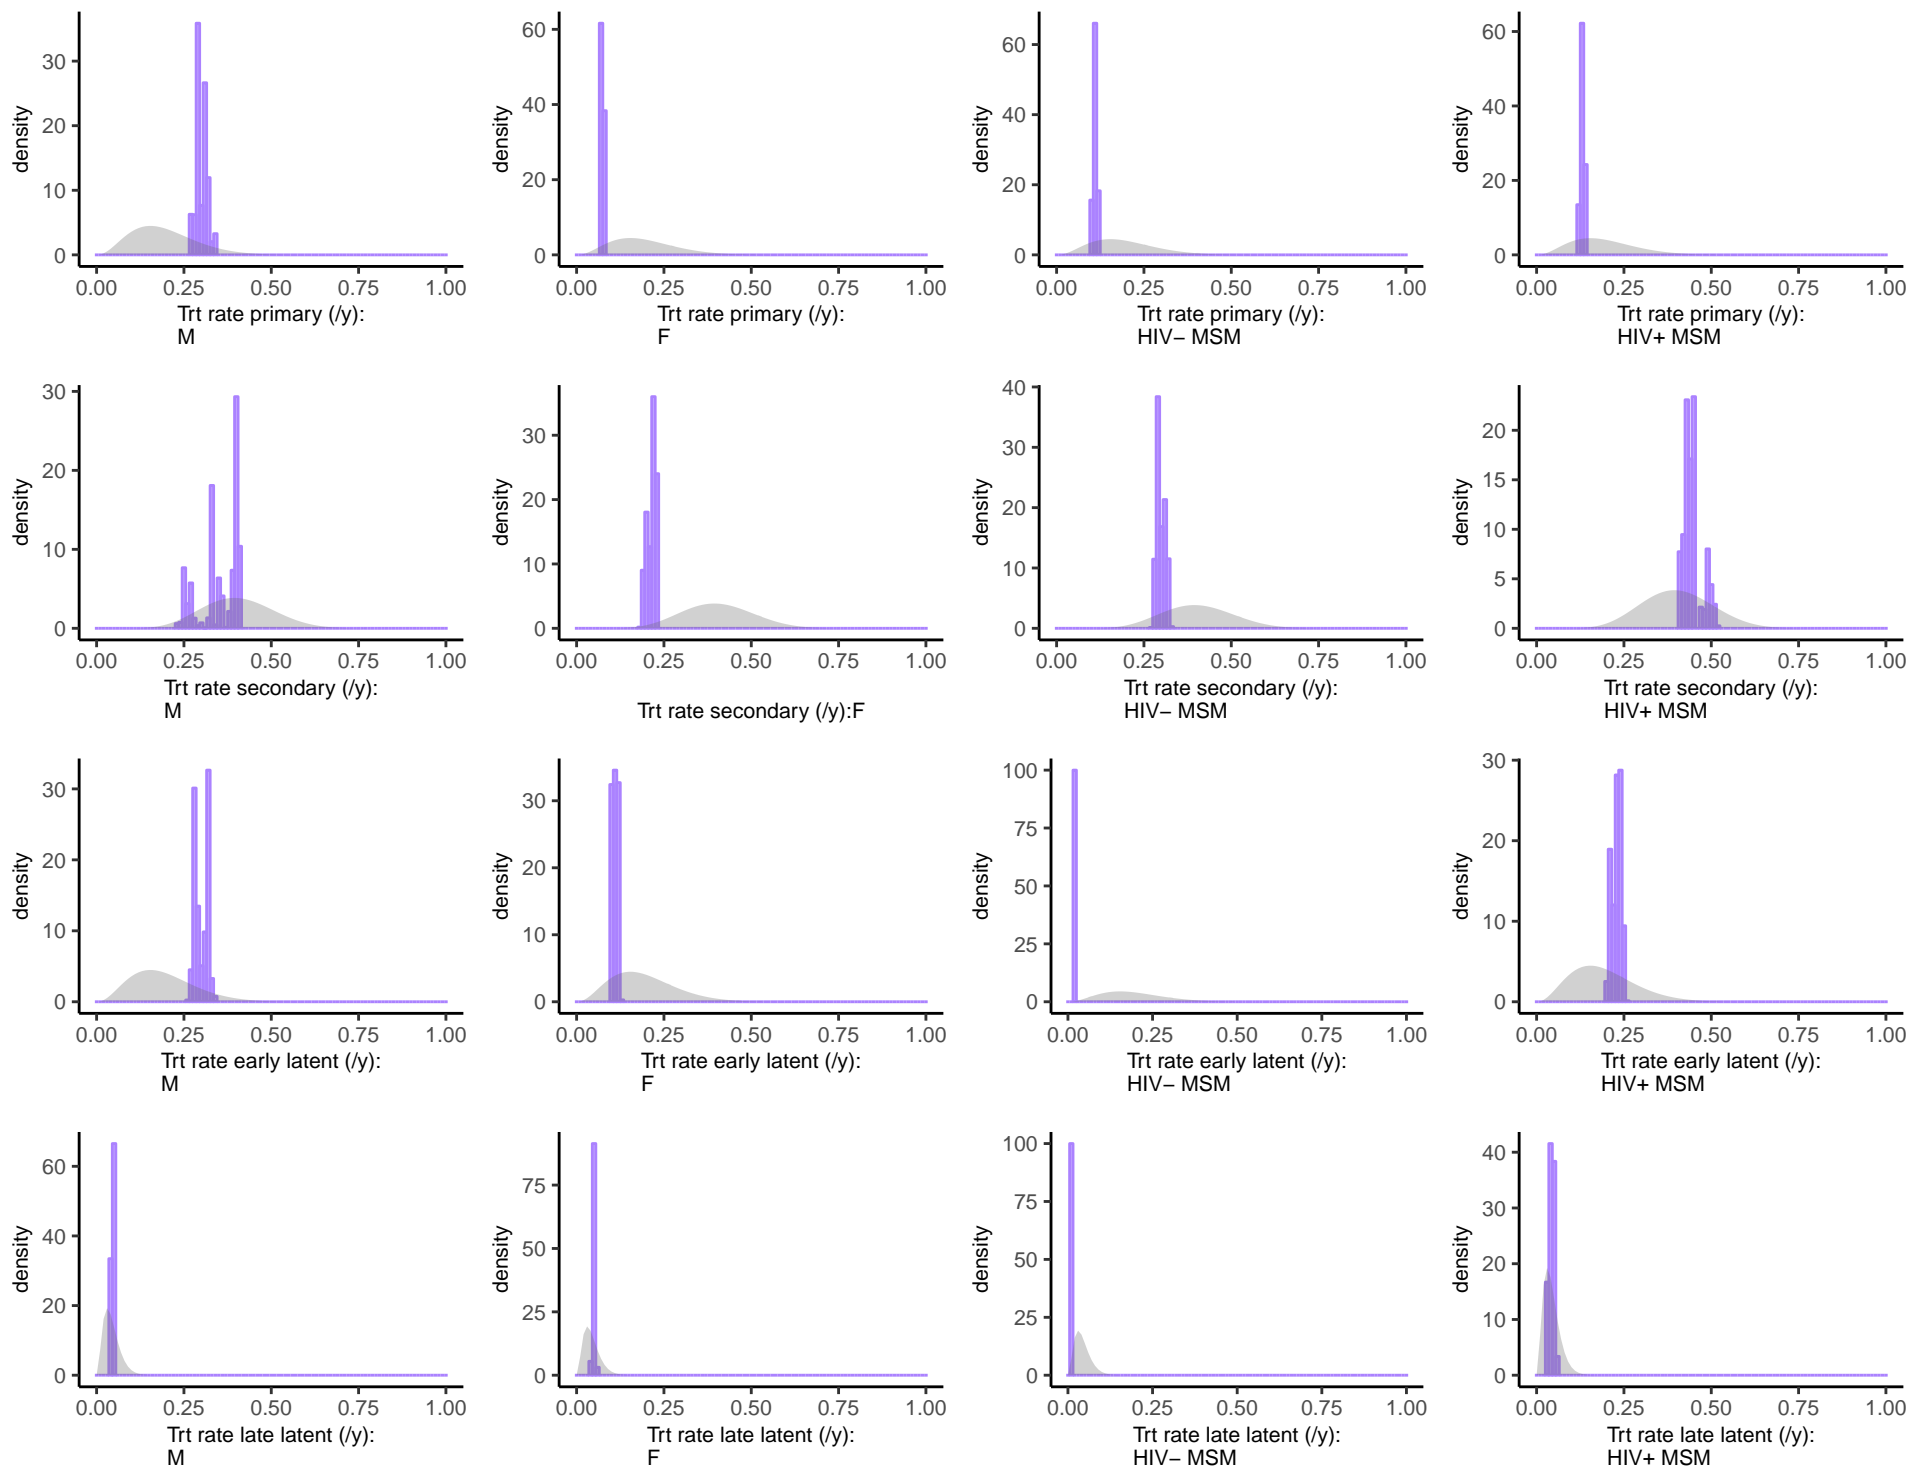 density
30
20
10
0
0.00 0.25 0.50 0.75 1.00
Trt rate primary (/y):
M
density
60
40
20
0
0.00 0.25 0.50 0.75 1.00
Trt rate primary (/y):
F
density
60
40
20
0
0.00 0.25 0.50 0.75 1.00
Trt rate primary (/y):
HIV− MSM
density
60
40
20
0
0.00 0.25 0.50 0.75 1.00
Trt rate primary (/y):
HIV+ MSM
density
30
20
10
0
0.00 0.25 0.50 0.75 1.00
Trt rate secondary (/y):
M
density
30
20
10
0
0.00 0.25 0.50 0.75 1.00
Trt rate secondary (/y):F
density
40
30
20
10
0
0.00 0.25 0.50 0.75 1.00
Trt rate secondary (/y):
HIV− MSM
density
20
15
10
5
0
0.00 0.25 0.50 0.75 1.00
Trt rate secondary (/y):
HIV+ MSM
density
30
20
10
0
0.00 0.25 0.50 0.75 1.00
Trt rate early latent (/y):
M
density
30
20
10
0
0.00 0.25 0.50 0.75 1.00
Trt rate early latent (/y):
F
density
100
75
50
25
0
0.00 0.25 0.50 0.75 1.00
Trt rate early latent (/y):
HIV− MSM
density
30
20
10
0
0.00 0.25 0.50 0.75 1.00
Trt rate early latent (/y):
HIV+ MSM
density
60
40
20
0
0.00 0.25 0.50 0.75 1.00
Trt rate late latent (/y):
M
density
75
50
25
0
0.00 0.25 0.50 0.75 1.00
Trt rate late latent (/y):
F
density
100
75
50
25
0
0.00 0.25 0.50 0.75 1.00
Trt rate late latent (/y):
HIV− MSM
density
40
30
20
10
0
0.00 0.25 0.50 0.75 1.00
Trt rate late latent (/y):
HIV+ MSM